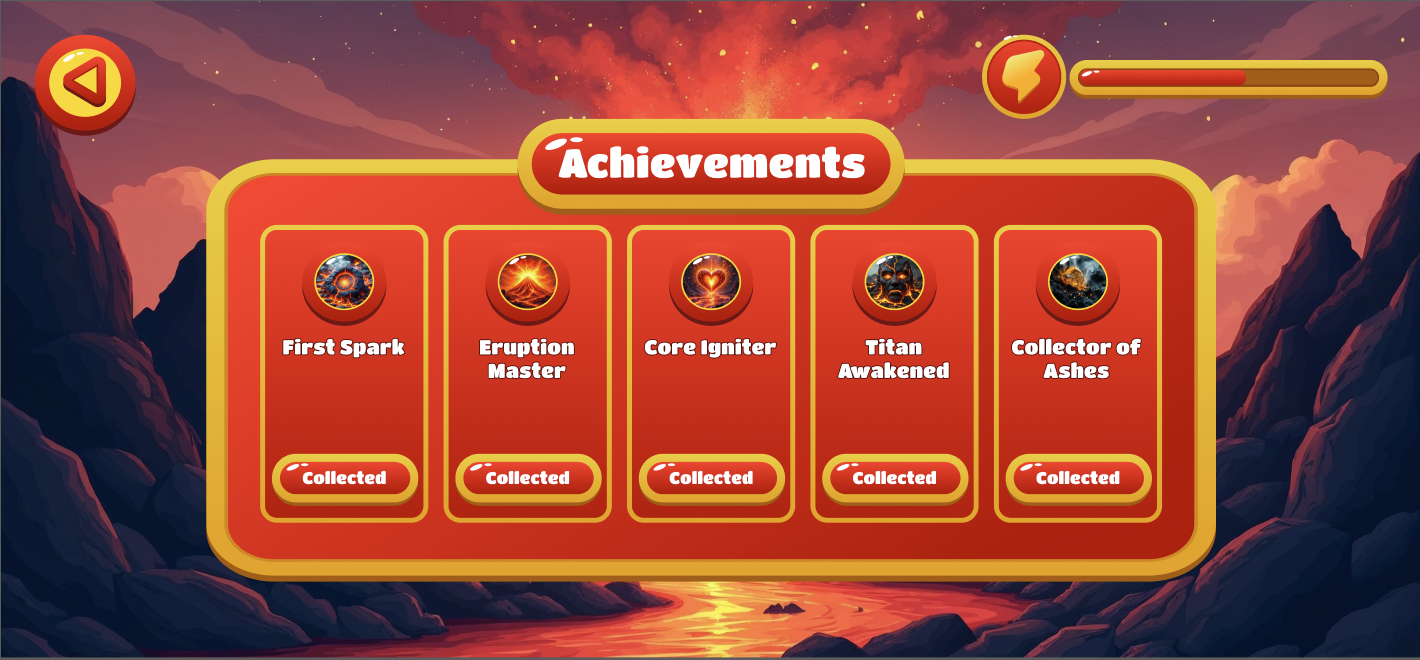 Achievements
First Spark
Eruption
Master
Core Igniter
Titan
Awakened
Collector of
Ashes
Collected
Collected
Collected
Collected
Collected